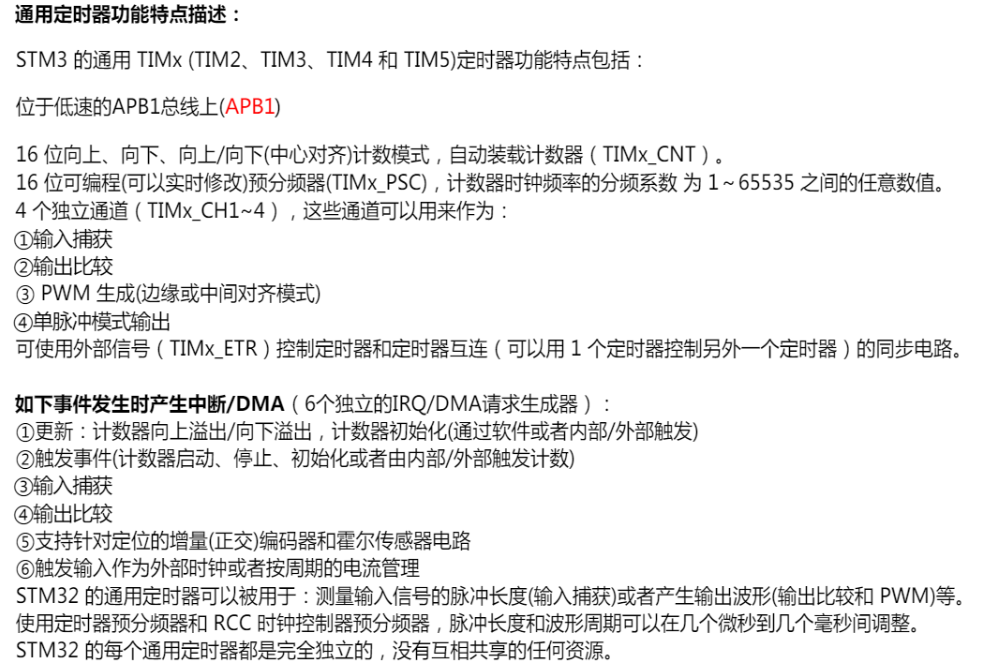 通用定时器功能特点描述：
STM3 的通用 TIMx (TIM2、TIM3、TIM4 和 TIM5)定时器功能特点包括：
位于低速的APB1总线上(APB1)
16 位向上、向下、向上/向下(中心对齐)计数模式，自动装载计数器（TIMx_CNT）。
16 位可编程(可以实时修改)预分频器(TIMx_PSC)，计数器时钟频率的分频系数 为 1～65535 之间的任意数值。
4 个独立通道（TIMx_CH1~4），这些通道可以用来作为：
①输入捕获
②输出比较
③ PWM 生成(边缘或中间对齐模式)
④单脉冲模式输出
可使用外部信号（TIMx_ETR）控制定时器和定时器互连（可以用 1 个定时器控制另外一个定时器）的同步电路。
如下事件发生时产生中断/DMA（6个独立的IRQ/DMA请求生成器）：
①更新：计数器向上溢出/向下溢出，计数器初始化(通过软件或者内部/外部触发)
②触发事件(计数器启动、停止、初始化或者由内部/外部触发计数)
③输入捕获
④输出比较
⑤支持针对定位的增量(正交)编码器和霍尔传感器电路
⑥触发输入作为外部时钟或者按周期的电流管理
STM32 的通用定时器可以被用于：测量输入信号的脉冲长度(输入捕获)或者产生输出波形(输出比较和 PWM)等。
使用定时器预分频器和 RCC 时钟控制器预分频器，脉冲长度和波形周期可以在几个微秒到几个毫秒间调整。
STM32 的每个通用定时器都是完全独立的，没有互相共享的任何资源。